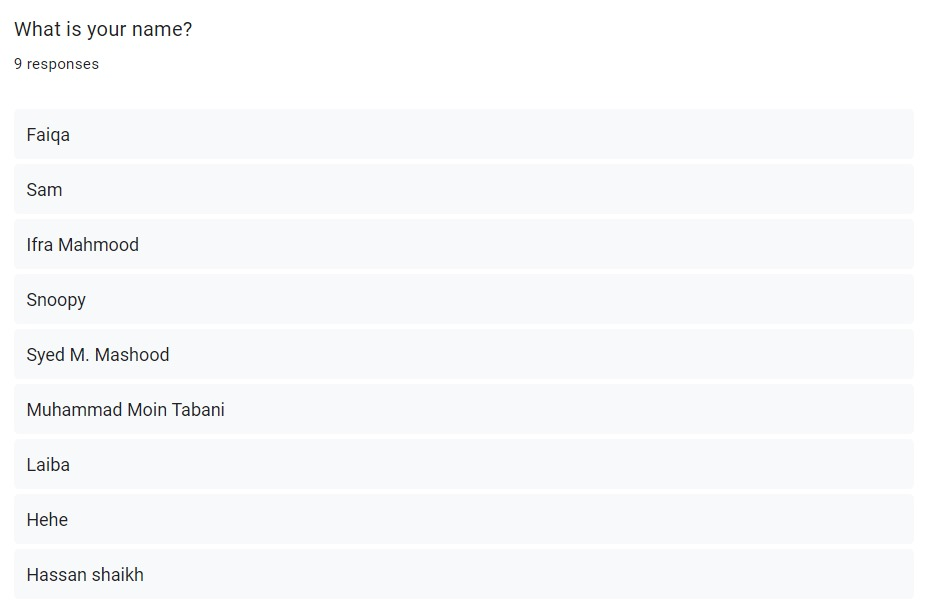 What is your name?
9 responses
Faiqa
Sam
Ifra Mahmood
Snoopy
Syed M. Mashood
Muhammad Moin Tabani
Laiba
Hehe
Hassan shaikh